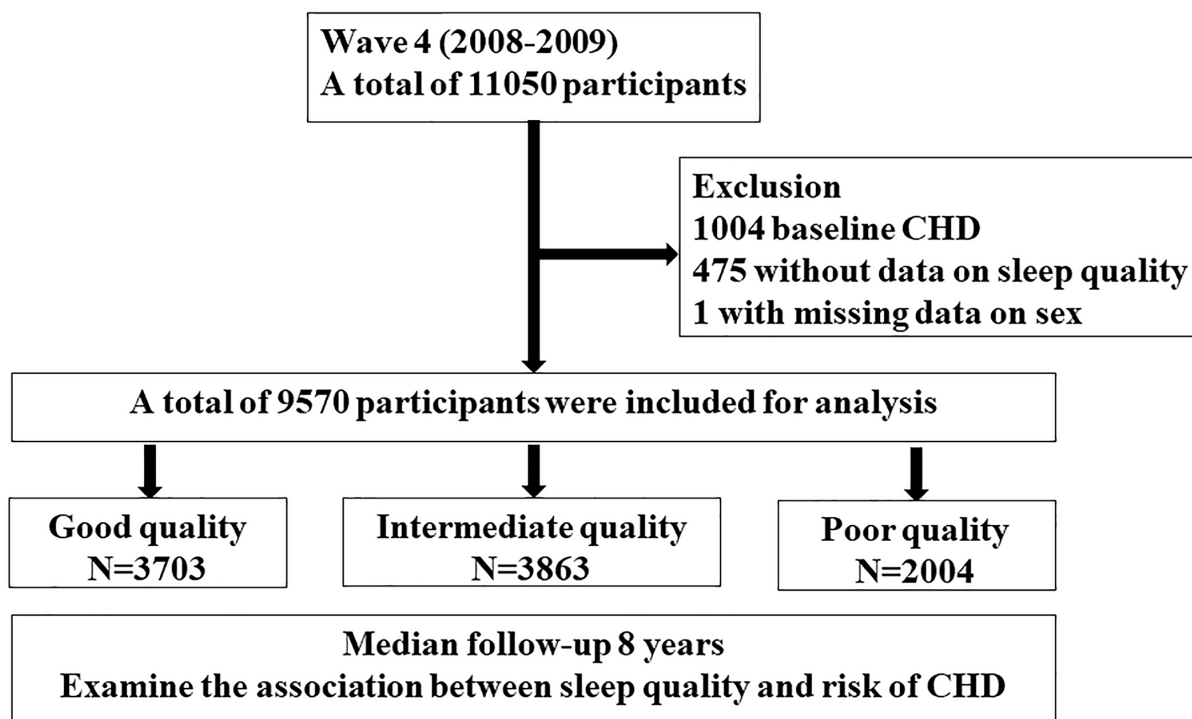 Wave 4 (2008-2009)
A total of 11050 participants
Exclusion
1004 baseline CHD
475 without data on sleep quality
1 with missing data on sex
A total of 9570 participants were included for analysis
Good quality
N=3703
Intermediate quality
N=3863
Poor quality
N=2004
Median follow-up 8 years
Examine the association between sleep quality and risk of CHD